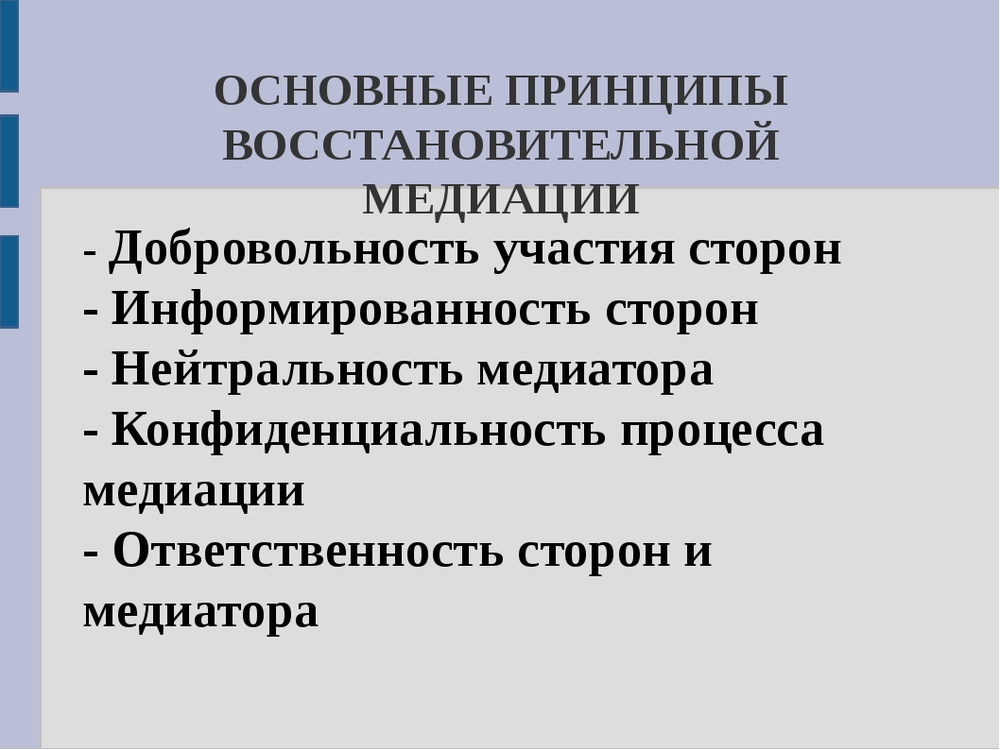 ОСНОВНЫЕ ПРИНЦИПЫ
ВОССТАНОВИТЕЛЬНОЙ
МЕДИАЦИИ
- Добровольность участия сторон
- Информированность сторон
- Нейтральность медиатора
- Конфиденциальность процесса
медиации
- Ответственность сторон и
медиатора